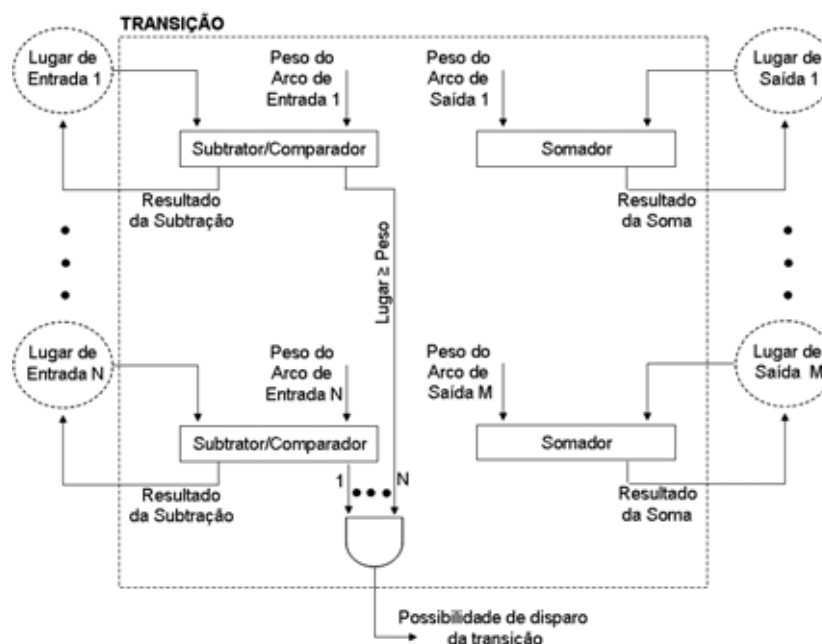 TRANSIÇÃO
Lugar de
Entrada 1
Peso do
Arco de
Entrada 1
Peso do
Arco de
Saída 1
Lugar de
Saída 1
Subtrator/Comparador
Somador
Resultado
da Subtração
Resultado
da Soma
Lugar ≥ Peso
Lugar de
Entrada N
Peso do
Arco de
Entrada N
Peso do
Arco de
Saída M
Lugar de
Saída M
Subtrator/Comparador
Somador
Resultado
da Subtração
1
N
Resultado
da Soma
Possibilidade de disparo
da transição